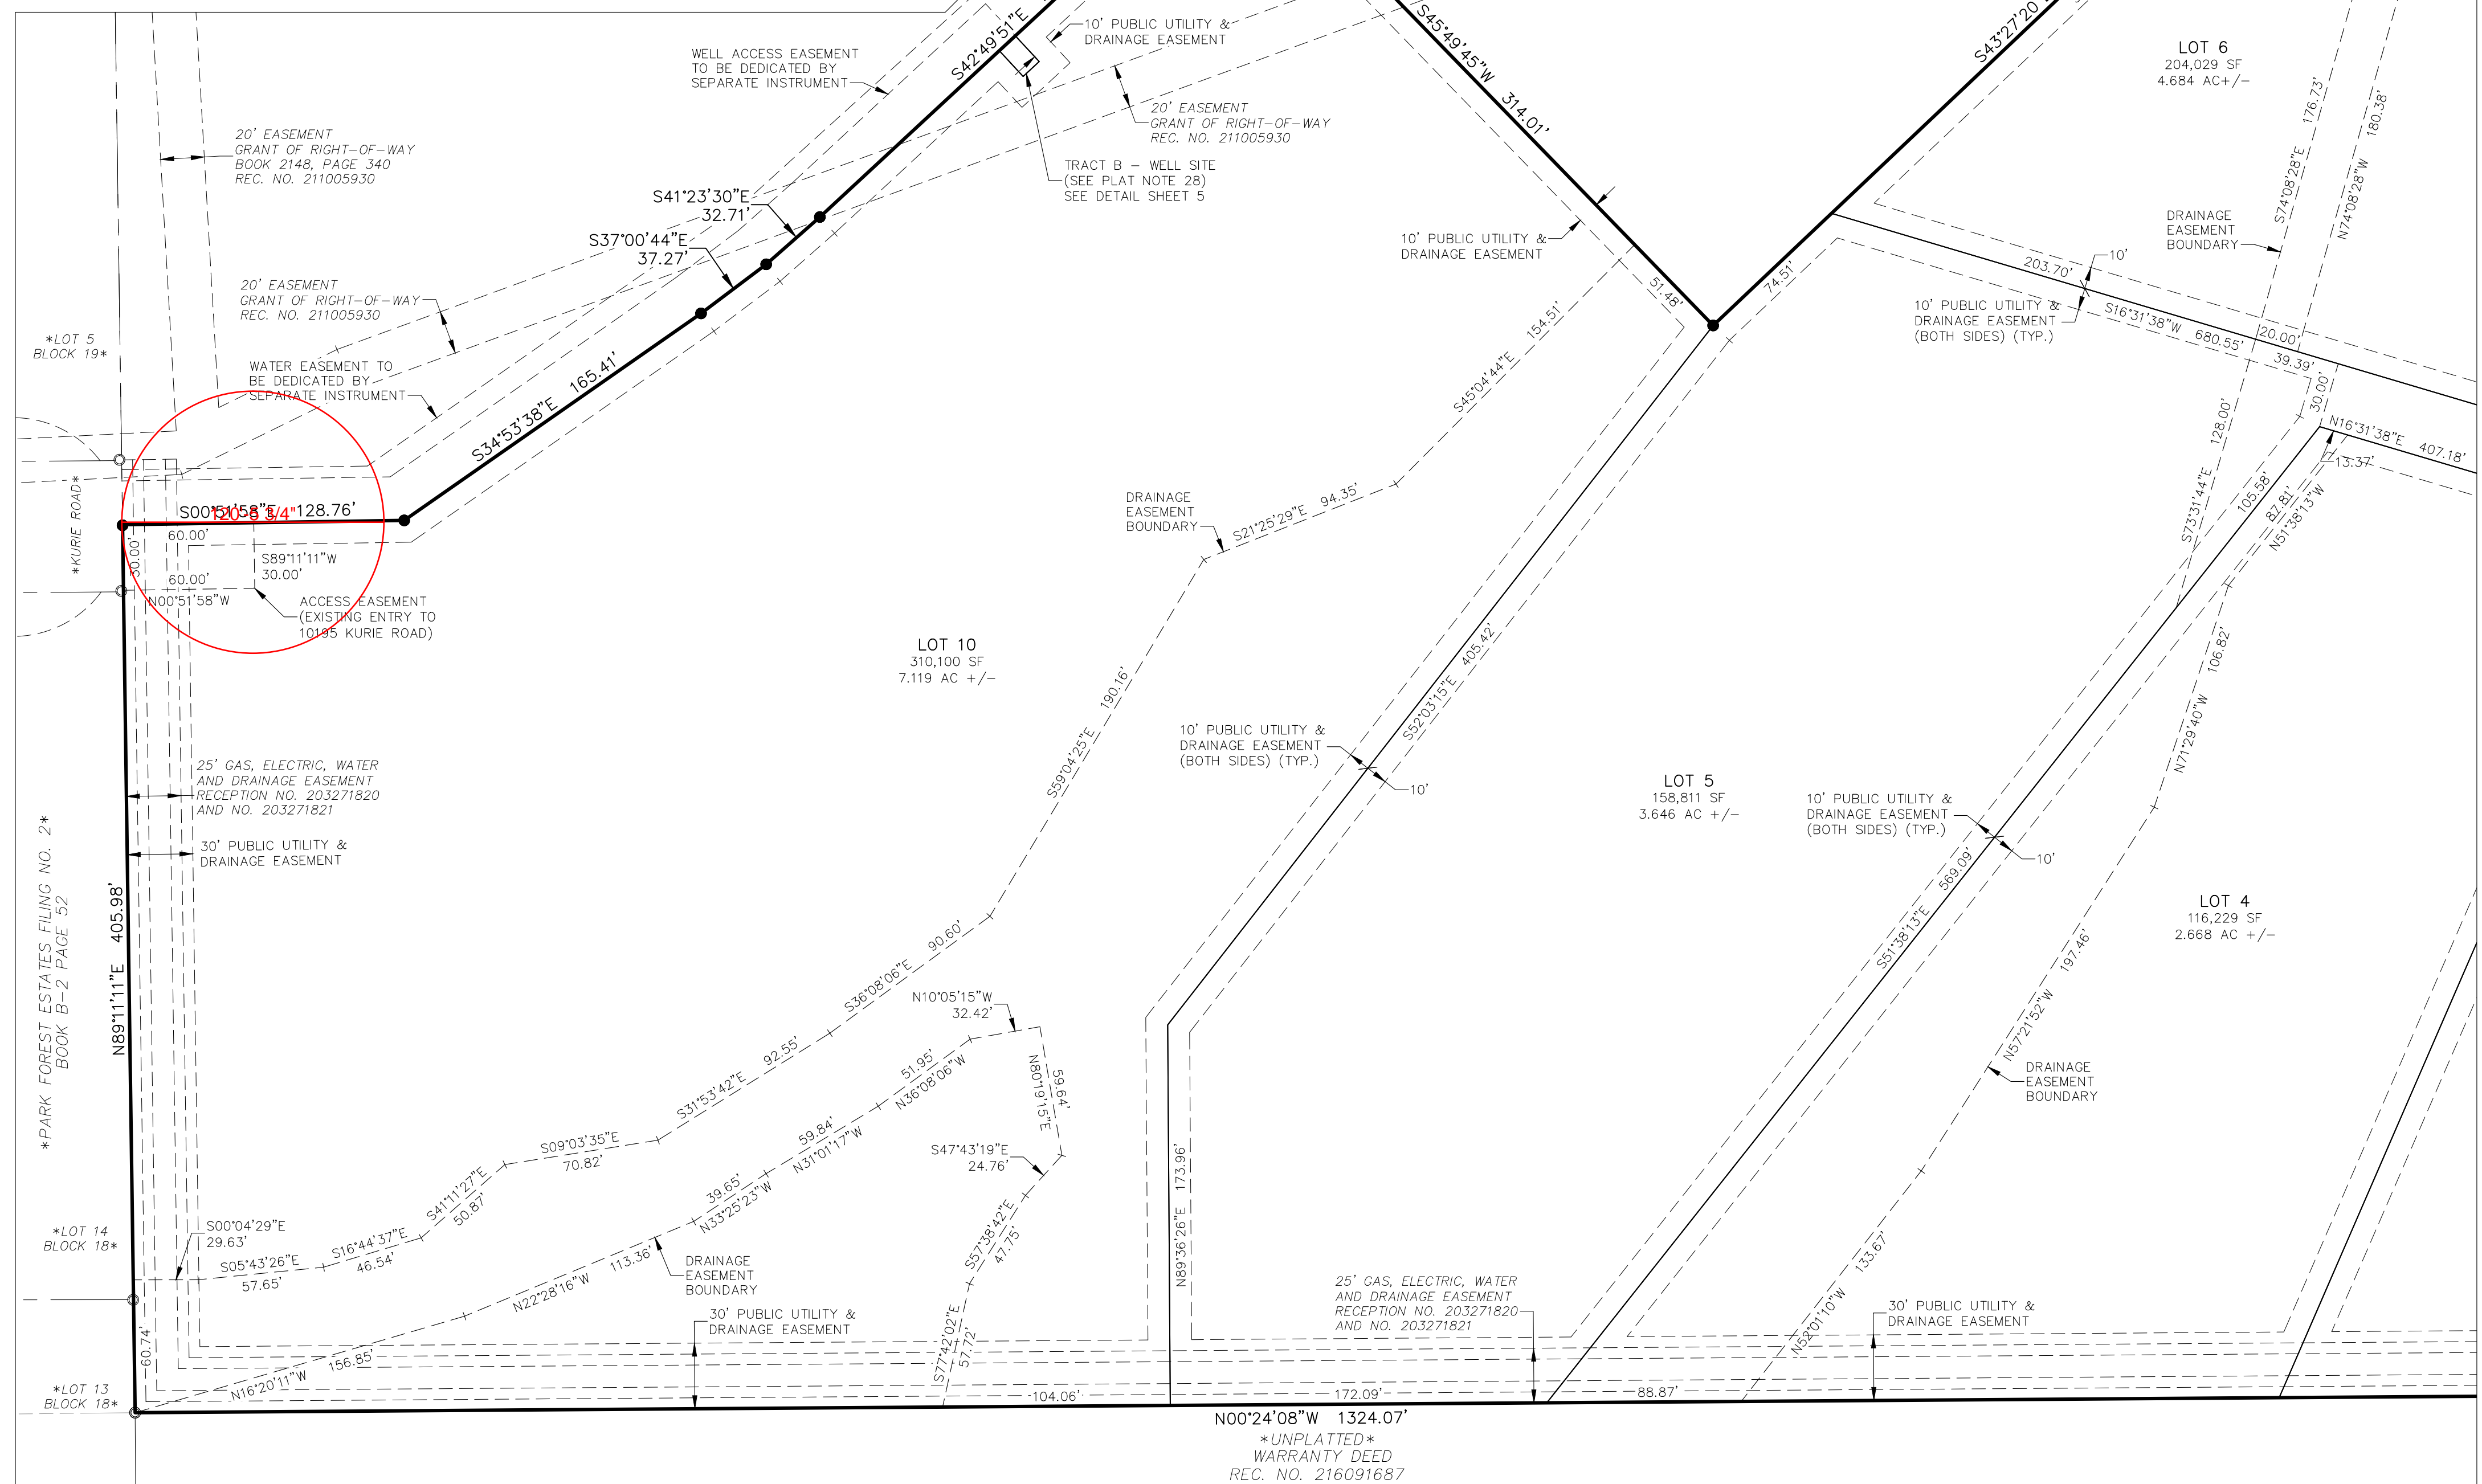 S42°49'51"E
10' PUBLIC UTILITY &
DRAINAGE EASEMENT
WELL ACCESS EASEMENT
TO BE DEDICATED BY
SEPARATE INSTRUMENT
20' EASEMENT
GRANT OF RIGHT-OF-WAY
REC. NO. 211005930
TRACT B - WELL SITE
(SEE PLAT NOTE 28)
SEE DETAIL SHEET 5
20' EASEMENT
GRANT OF RIGHT-OF-WAY
BOOK 2148, PAGE 340
REC. NO. 211005930
S41°23'30"E
32.71'
S37°00'44"E
37.27'
20' EASEMENT
GRANT OF RIGHT-OF-WAY
REC. NO. 211005930
*LOT 5
BLOCK 19*
WATER EASEMENT TO
BE DEDICATED BY
SEPARATE INSTRUMENT
S34°53'38"E 165.41'
*KURIE ROAD*
S00°51'58"E 128.76'
60.00'
30.00'
S89°11'11"W
30.00'
60.00'
N00°51'58"W
ACCESS EASEMENT
(EXISTING ENTRY TO
10195 KURIE ROAD)
S45°49'45"W 314.01'
10' PUBLIC UTILITY &
DRAINAGE EASEMENT
51.48'
S45°04'44"E 154.51'
S43°27'20
74.51'
LOT 6
204,029 SF
4.684 AC+/-
S74°08'28"E 176.73'
N74°08'28"W 180.38'
DRAINAGE
EASEMENT
BOUNDARY
203.70'
10'
10' PUBLIC UTILITY &
DRAINAGE EASEMENT
(BOTH SIDES) (TYP.)
S16°31'38"W 680.55'
20.00'
39.39'
30.00'
N16°31'38"E 407.18'
13.37'
128.00'
S73°31'44"E
105.58'
87.81'
N51°38'13"W
DRAINAGE
EASEMENT
BOUNDARY
S21°25'29"E 94.35'
LOT 10
310,100 SF
7.119 AC +/-
S59°04'25"E 190.16'
S52°03'15"E 405.42'
10' PUBLIC UTILITY &
DRAINAGE EASEMENT
(BOTH SIDES) (TYP.)
10'
LOT 5
158,811 SF
3.646 AC +/-
N71°29'40"W 106.82'
10' PUBLIC UTILITY &
DRAINAGE EASEMENT
(BOTH SIDES) (TYP.)
10'
S51°38'13"E 569.09'
LOT 4
116,229 SF
2.668 AC +/-
N57°21'52"W 197.46'
DRAINAGE
EASEMENT
BOUNDARY
25' GAS, ELECTRIC, WATER
AND DRAINAGE EASEMENT
RECEPTION NO. 203271820
AND NO. 203271821
30' PUBLIC UTILITY &
DRAINAGE EASEMENT
*PARK FOREST ESTATES FILING NO. 2*
BOOK B-2 PAGE 52
N89°11'11"E 405.98'
S36°08'06"E 90.60'
S31°53'42"E 92.55'
N10°05'15"W
32.42'
51.95'
N36°08'06"W
59.64'
N80°19'15"E
59.84'
N31°01'17"W
S47°43'19"E
24.76'
39.65'
N33°25'23"W
S09°03'35"E
70.82'
S41°11'27"E
50.87'
S57°38'42"E
47.75'
S16°44'37"E
46.54'
S00°04'29"E
29.63'
S05°43'26"E
57.65'
*LOT 14
BLOCK 18*
N22°28'16"W 113.36'
DRAINAGE
EASEMENT
BOUNDARY
30' PUBLIC UTILITY &
DRAINAGE EASEMENT
S77°42'02"E
57.72'
N89°36'26"E 173.96'
25' GAS, ELECTRIC, WATER
AND DRAINAGE EASEMENT
RECEPTION NO. 203271820
AND NO. 203271821
N52°01'10"W 133.67'
30' PUBLIC UTILITY &
DRAINAGE EASEMENT
60.74'
N16°20'11"W 156.85'
*LOT 13
BLOCK 18*
104.06'
172.09'
88.87'
N00°24'08"W 1324.07'
*UNPLATTED*
WARRANTY DEED
REC. NO. 216091687